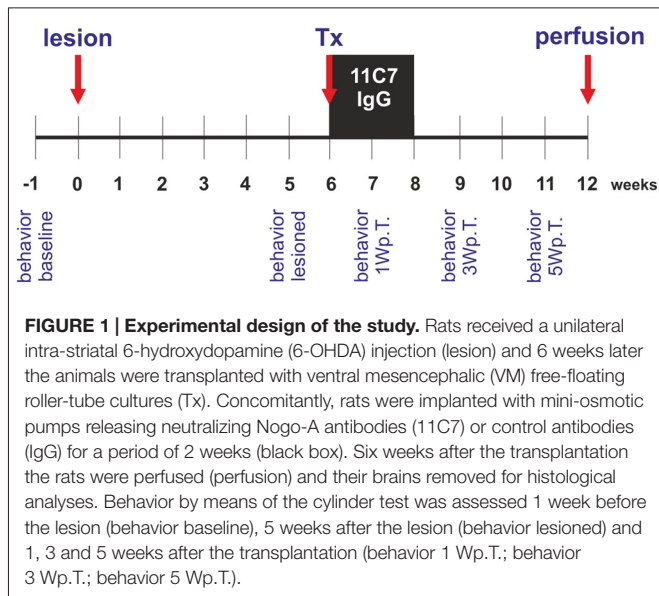 lesion Tx perfusion
11C7
IgG
-1 0 1 2 3 4 5 6 7 8 9 10 11 12 weeks
behavior
baseline
behavior
lesioned
behavior
1Wp.T.
behavior
3Wp.T.
behavior
5Wp.T.
FIGURE 1 | Experimental design of the study. Rats received a unilateral
intra-striatal 6-hydroxydopamine (6-OHDA) injection (lesion) and 6 weeks later
the animals were transplanted with ventral mesencephalic (VM) free-floating
roller-tube cultures (Tx). Concomitantly, rats were implanted with mini-osmotic
pumps releasing neutralizing Nogo-A antibodies (11C7) or control antibodies
(IgG) for a period of 2 weeks (black box). Six weeks after the transplantation
the rats were perfused (perfusion) and their brains removed for histological
analyses. Behavior by means of the cylinder test was assessed 1 week before
the lesion (behavior baseline), 5 weeks after the lesion (behavior lesioned) and
1, 3 and 5 weeks after the transplantation (behavior 1 Wp.T.; behavior
3 Wp.T.; behavior 5 Wp.T.).